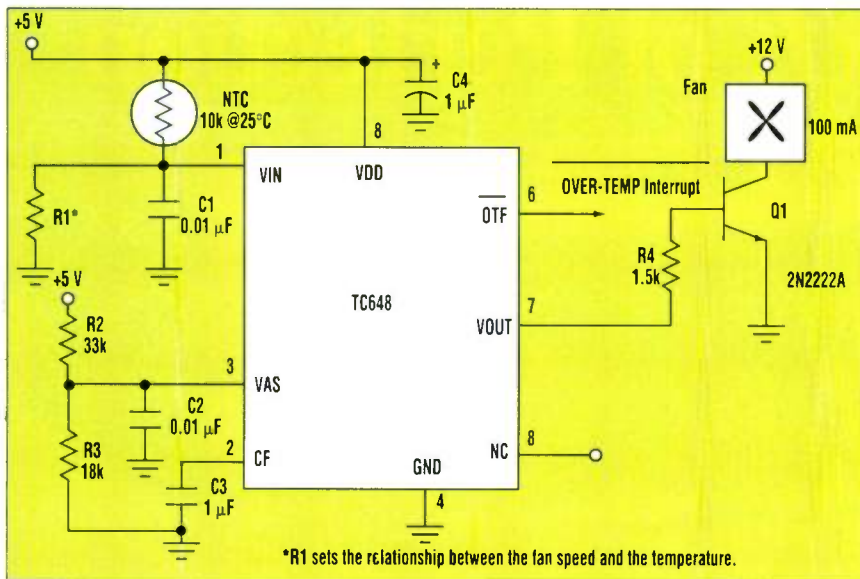 +5 V
+12 V
NTC
10k @25°C
+
C4
1 µF
Fan
100 mA
8
1
VIN
VDD
OVER-TEMP Interrupt
6
OTF
R1*
C1
0.01 µF
Q1
+5 V
R4
1.5k
2N2222A
TC648
R2
33k
7
VOUT
3
VAS
C2
0.01 µF
R3
18k
2
CF
8
NC
C3
1 µF
GND
4
*R1 sets the relationship between the fan speed and the temperature.